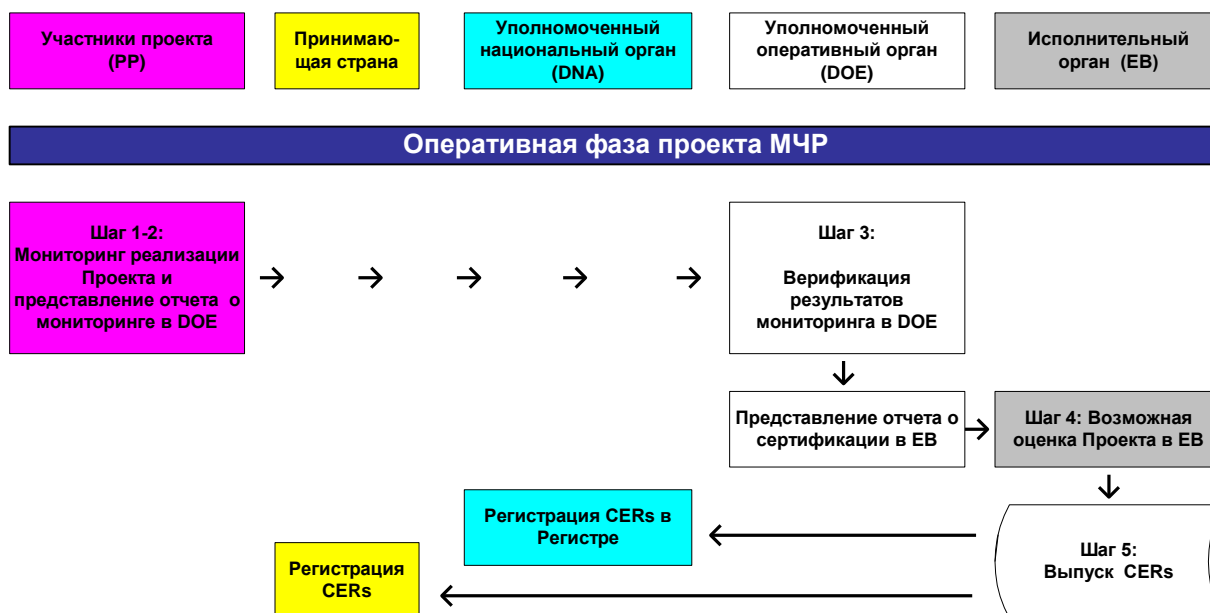 Участники проекта
(PP)
Принимаю-
щая страна
Уполномоченный
национальный орган
(DNA)
Уполномоченный
оперативный орган
(DOE)
Исполнительный
орган (EB)
Оперативная фаза проекта МЧР
Шаг 1-2:
Мониторинг реализации
Проекта и
представление отчета о
мониторинге в DOE
Шаг 3:
Верификация
результатов
мониторинга в DOE
Представление отчета о
сертификации в EB
Шаг 4: Возможная
оценка Проекта в EB
Регистрация CERs в
Регистре
Шаг 5:
Выпуск CERs
Регистрация
CERs